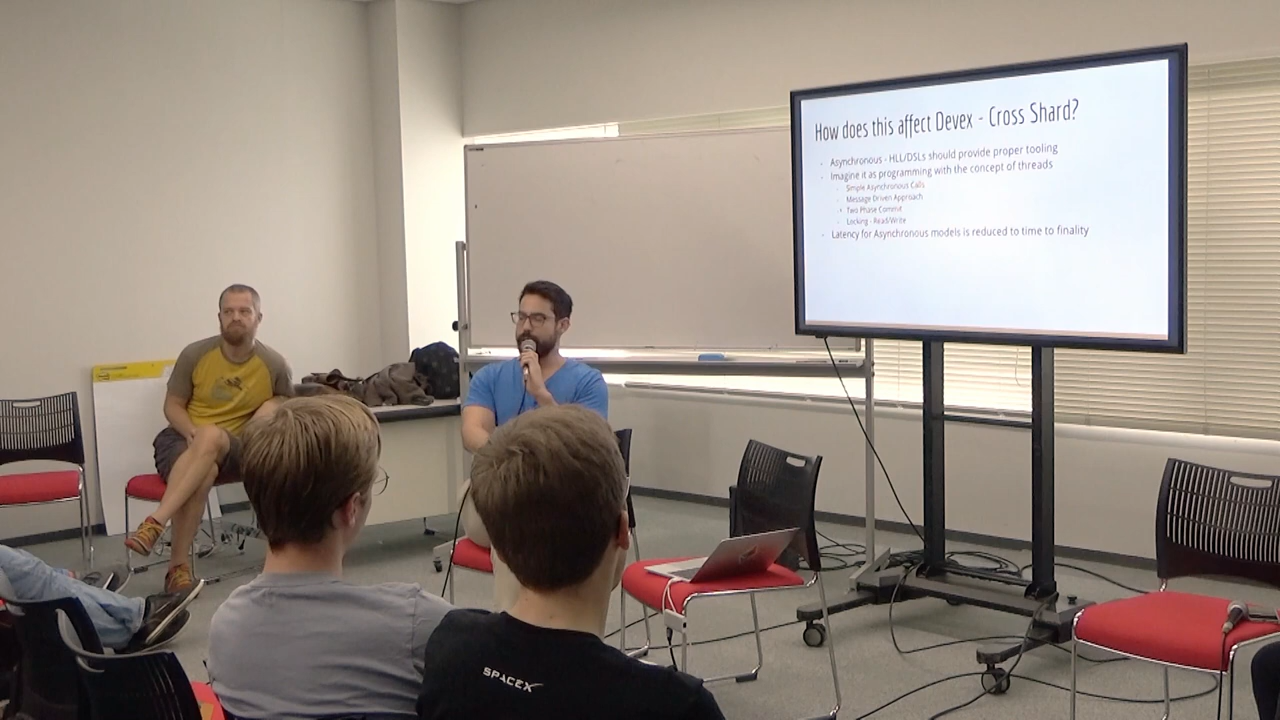 How does this affect Devex - Cross Shard?
- Asynchronous - HLL/DSLs should provide proper tooling
- Imagine it as programming with the concept of threads
- Simple Asynchronous Calls
- Message Driven Approach
- Two Phase Commit
- Locking - Read/Write
- Latency for Asynchronous models is reduced to time to finality
SPACEX